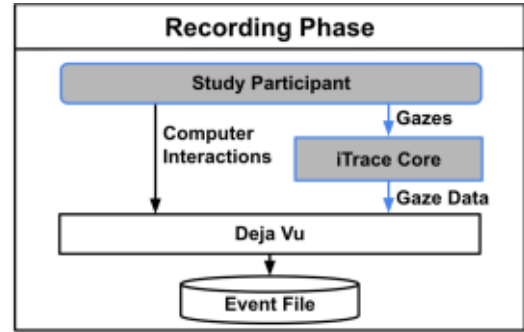 Recording Phase
Study Participant
Computer
Interactions
Gazes
iTrace Core
Gaze Data
Deja Vu
Event File